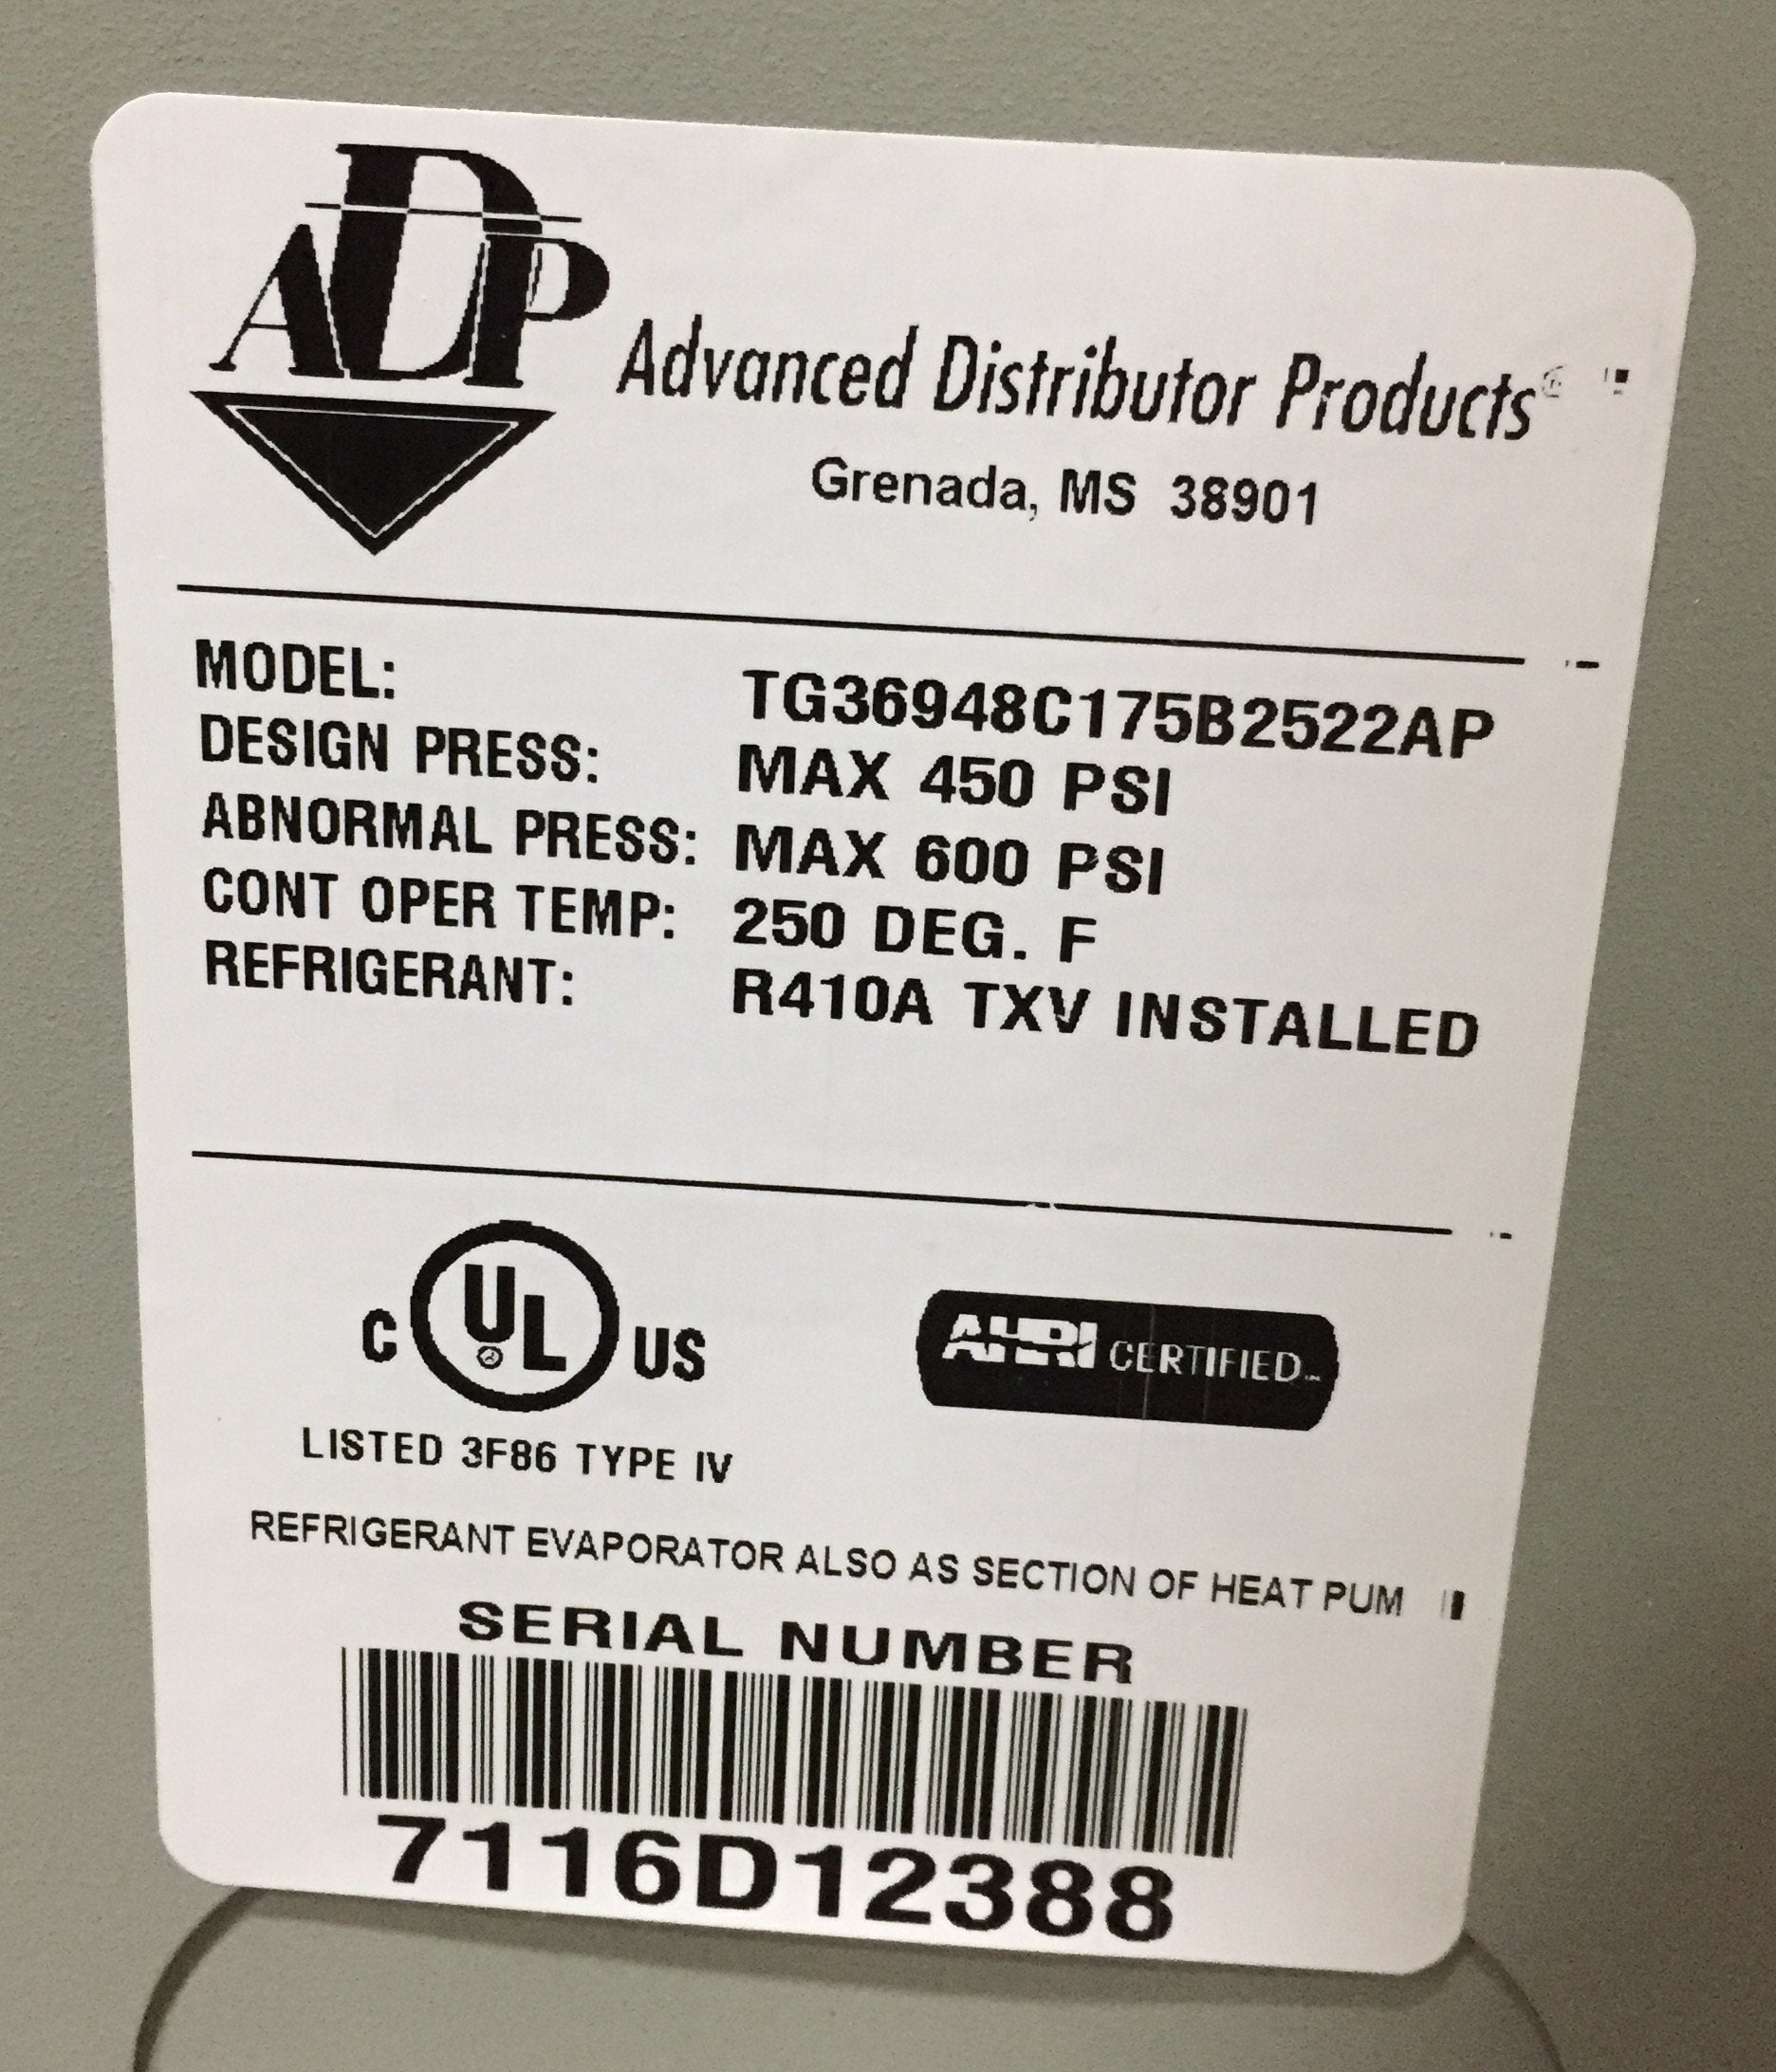 ADP
Advanced Distributor Products®
Grenada, MS 38901
MODEL: TG36948C175B2522AP
DESIGN PRESS: MAX 450 PSI
ABNORMAL PRESS: MAX 600 PSI
CONT OPER TEMP: 250 DEG. F
REFRIGERANT: R410A TXV INSTALLED
C UL US
AHRI CERTIFIED™
LISTED 3F86 TYPE IV
REFRIGERANT EVAPORATOR ALSO AS SECTION OF HEAT PUM
SERIAL NUMBER
7116D12388